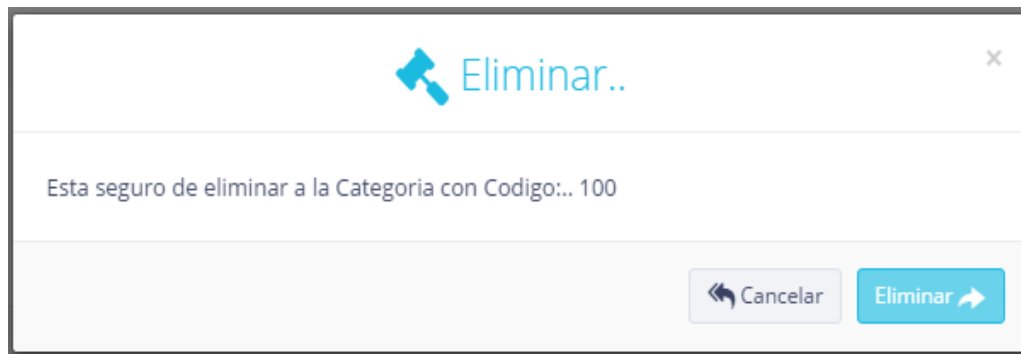 Eliminar..
×
Esta seguro de eliminar a la Categoria con Codigo:.. 100
Cancelar
Eliminar